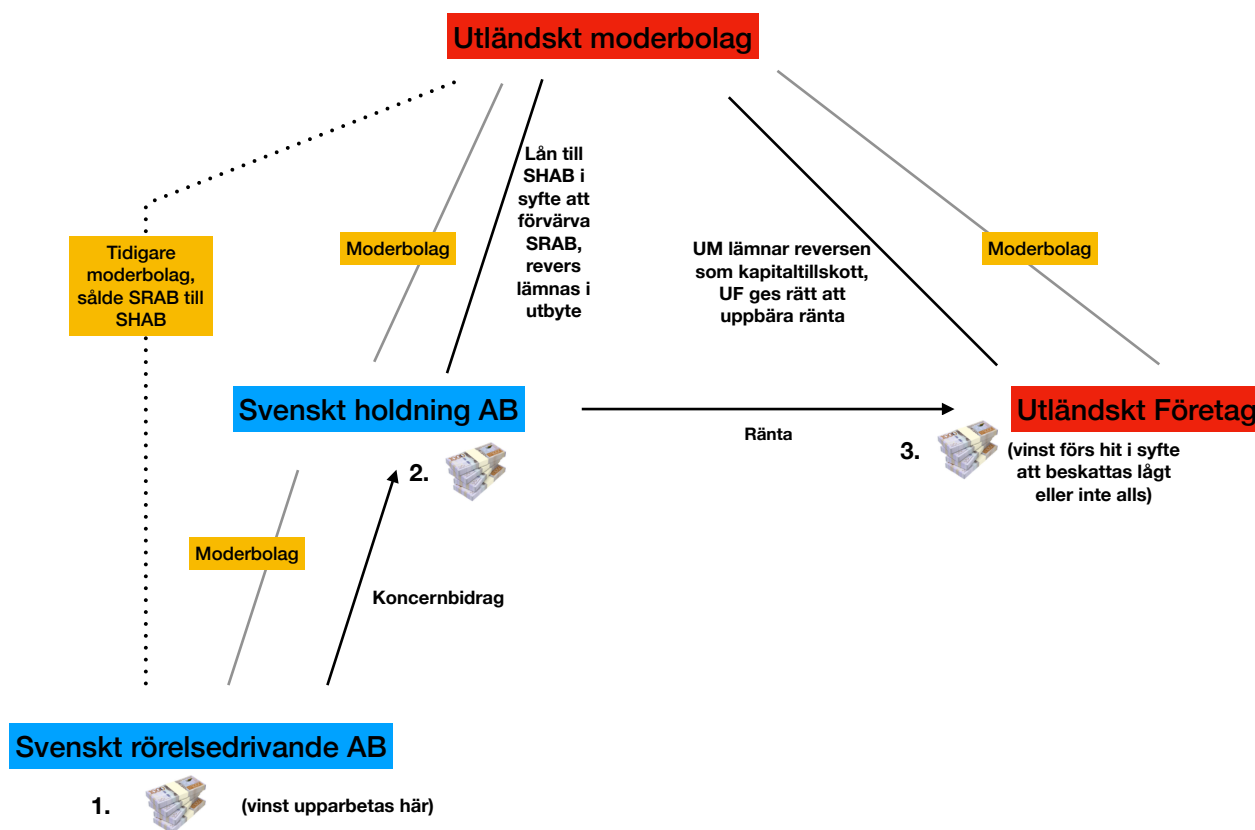 Utländskt moderbolag
Lån till
SHAB i
syfte att
förvärva
SRAB,
revers
lämnas i
utbyte
Tidigare
moderbolag,
sålde SRAB till
SHAB
Moderbolag
UM lämnar reversen
som kapitaltillskott,
UF ges rätt att
uppbära ränta
Moderbolag
Svenskt holdning AB
Utländskt Företag
Ränta
2.
3.
(vinst förs hit i syfte
att beskattas lågt
eller inte alls)
Moderbolag
Koncernbidrag
Svenskt rörelsedrivande AB
1.
(vinst upparbetas här)